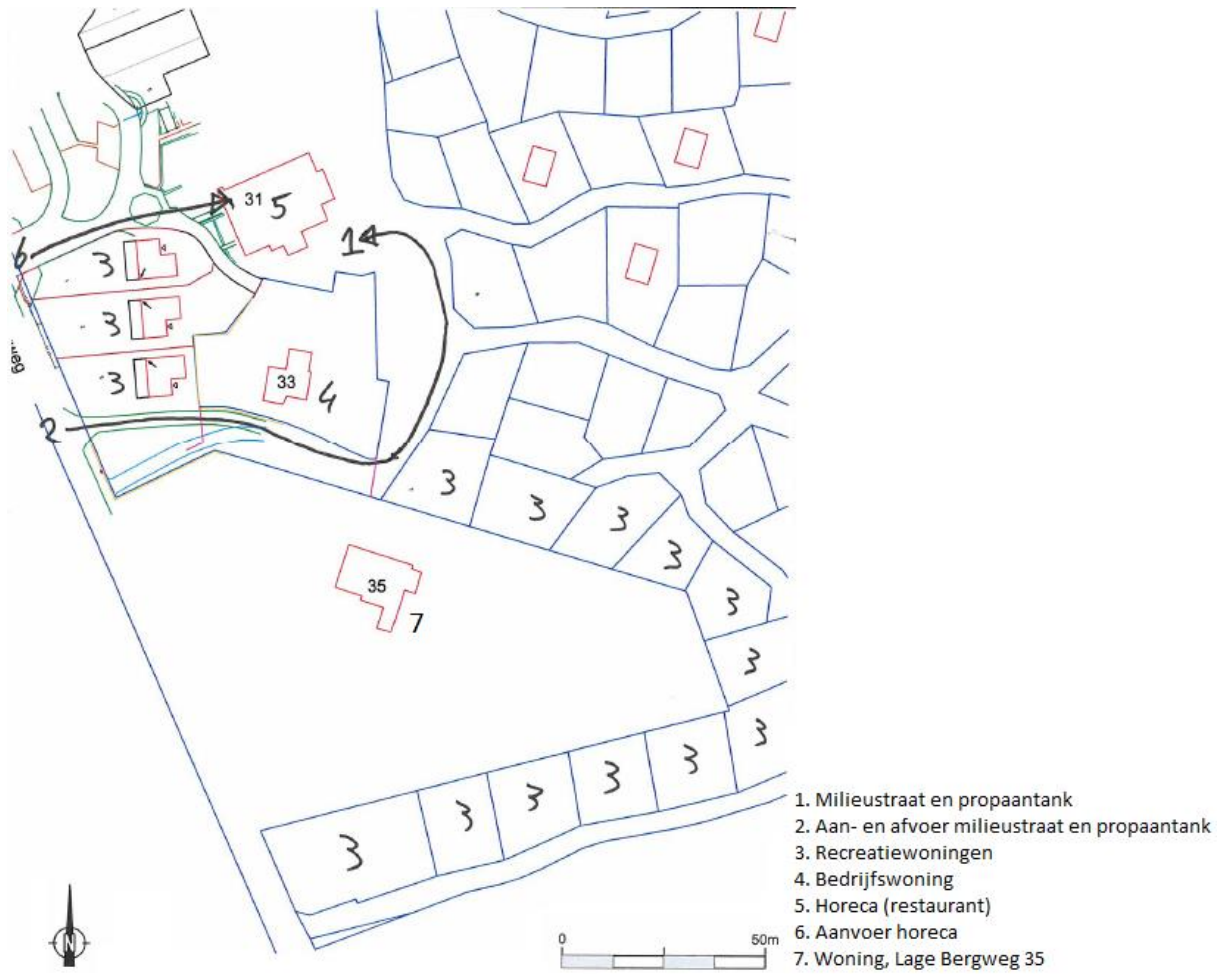 31 5
1
6
3
3
3
33
4
2
3
3
3
3
3
35
7
3
3
3
3
3
3
3
N
0 50m
1. Milieustraat en propaantank
2. Aan- en afvoer milieustraat en propaantank
3. Recreatiewoningen
4. Bedrijfswoning
5. Horeca (restaurant)
6. Aanvoer horeca
7. Woning, Lage Bergweg 35